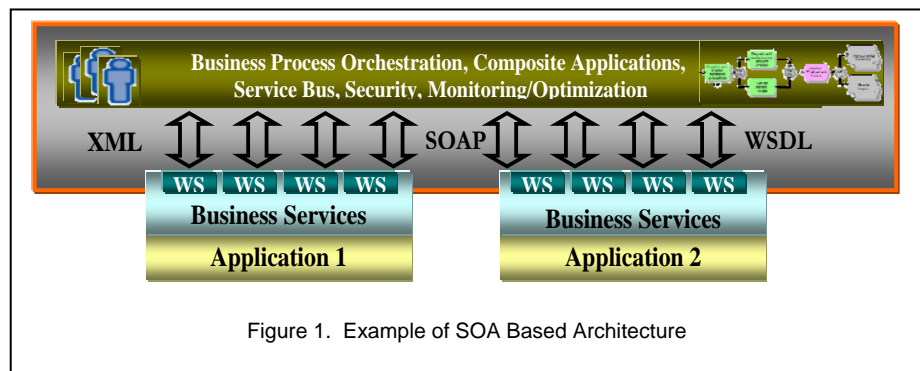 Business Process Orchestration, Composite Applications,
Service Bus, Security, Monitoring/Optimization
XML
SOAP
WSDL
WS WS WS WS
WS WS WS WS
Business Services
Business Services
Application 1
Application 2
Figure 1. Example of SOA Based Architecture